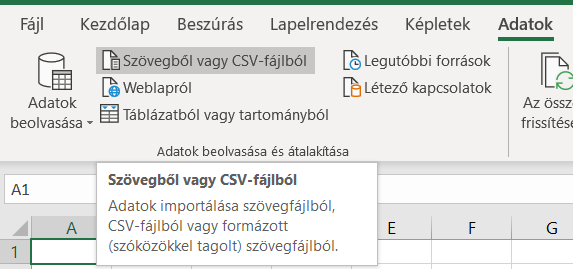 Fájl Kezdőlap Beszúrás Lapelrendezés Képletek Adatok
Adatok
beolvasása
Szövegből vagy CSV-fájlból
Weblapról
Táblázatból vagy tartományból
Legutóbbi források
Létező kapcsolatok
Az össz
frissítése
Adatok beolvasása és átalakítása
A1
Szövegből vagy CSV-fájlból
Adatok importálása szövegfájlból,
CSV-fájlból vagy formázott
(szóközökkel tagolt) szövegfájlból.
A E F G
1